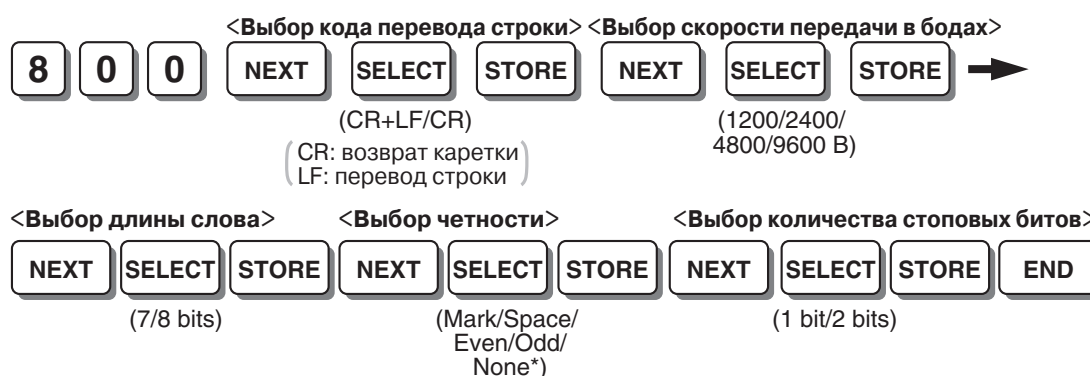 <Выбор кода перевода строки> <Выбор скорости передачи в бодах>
8 0 0 NEXT SELECT STORE NEXT SELECT STORE
(CR+LF/CR) (1200/2400/
4800/9600 B)
CR: возврат каретки
LF: перевод строки
<Выбор длины слова> <Выбор четности> <Выбор количества стоповых битов>
NEXT SELECT STORE NEXT SELECT STORE NEXT SELECT STORE END
(7/8 bits) (Mark/Space/ (1 bit/2 bits)
Even/Odd/
None*)